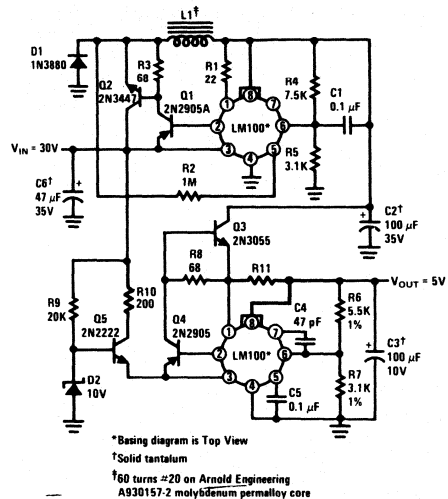 L1‡
D1
1N3880
R3
68
R1
22
Q2
2N3447
Q1
2N2905A
R4
7.5K
C1
0.1 µF
1
8
7
2
LM100*
6
3
4
5
VIN = 30V
R2
1M
R5
3.1K
C6†
47 µF
35V
+
Q3
2N3055
+
C2†
100 µF
35V
R8
68
R11
VOUT = 5V
R9
20K
R10
200
Q5
2N2222
Q4
2N2905
C4
47 pF
R6
5.5K
1%
+
C3†
100 µF
10V
1
8
7
2
LM100*
6
3
4
5
D2
10V
C5
0.1 µF
R7
3.1K
1%
*Basing diagram is Top View
†Solid tantalum
‡60 turns #20 on Arnold Engineering
A930157-2 molybdenum permalloy core